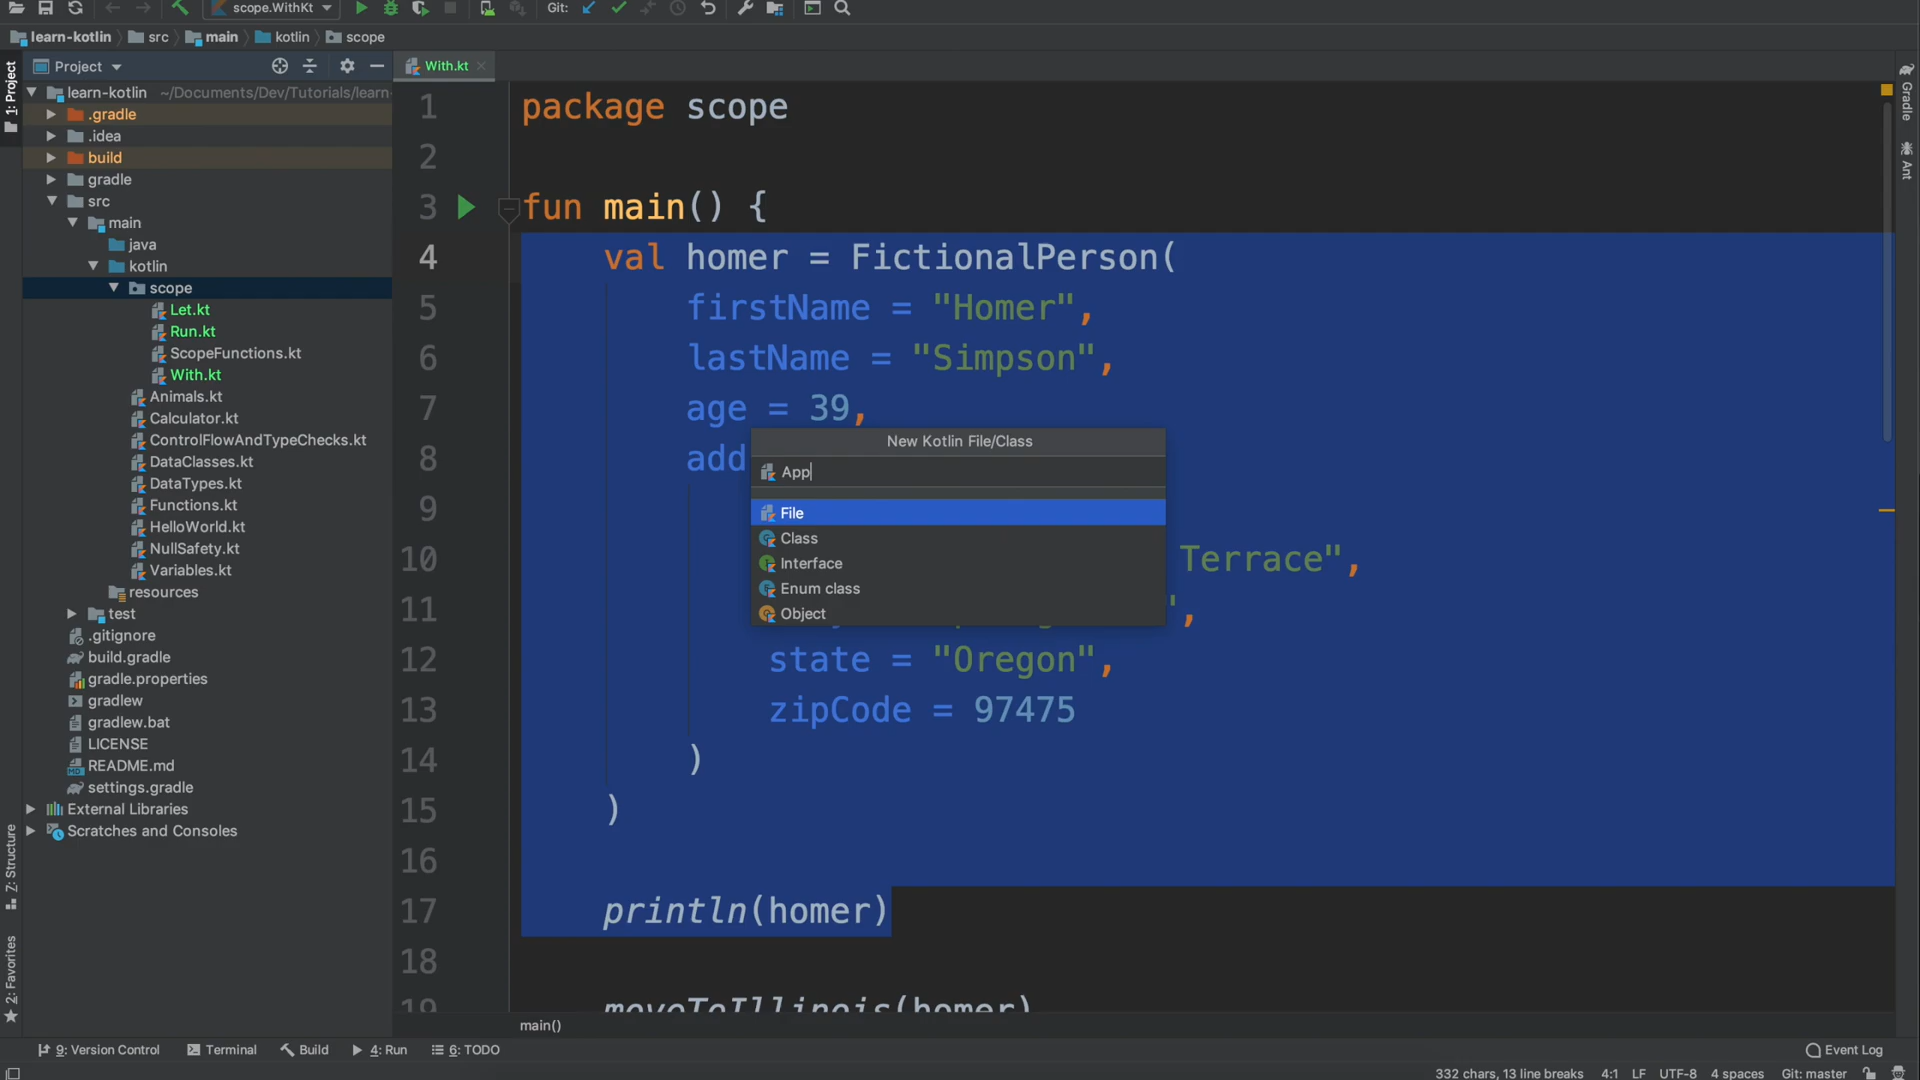 scope.WithKt
Git:
learn-kotlin
src
main
kotlin
scope
1: Project
Project
With.kt
Gradle
Ant
learn-kotlin ~/Documents/Dev/Tutorials/learn-
.gradle
.idea
build
gradle
src
main
java
kotlin
scope
Let.kt
Run.kt
ScopeFunctions.kt
With.kt
Animals.kt
Calculator.kt
ControlFlowAndTypeChecks.kt
DataClasses.kt
DataTypes.kt
Functions.kt
HelloWorld.kt
NullSafety.kt
Variables.kt
resources
test
.gitignore
build.gradle
gradle.properties
gradlew
gradlew.bat
LICENSE
README.md
settings.gradle
External Libraries
Scratches and Consoles
7: Structure
2: Favorites
1 package scope
2
3 fun main() {
4 val homer = FictionalPerson(
5 firstName = "Homer",
6 lastName = "Simpson",
7 age = 39,
8 add
9
10 Terrace",
11 ",
12 state = "Oregon",
13 zipCode = 97475
14 )
15 )
16
17 println(homer)
18
19 moveToIllinois(homer)
New Kotlin File/Class
App
File
Class
Interface
Enum class
Object
main()
9: Version Control
Terminal
Build
4: Run
6: TODO
Event Log
332 chars, 13 line breaks 4:1 LF UTF-8 4 spaces Git: master